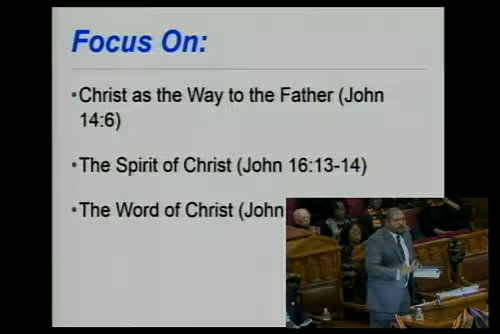 Focus On:
•Christ as the Way to the Father (John
14:6)
•The Spirit of Christ (John 16:13-14)
•The Word of Christ (John